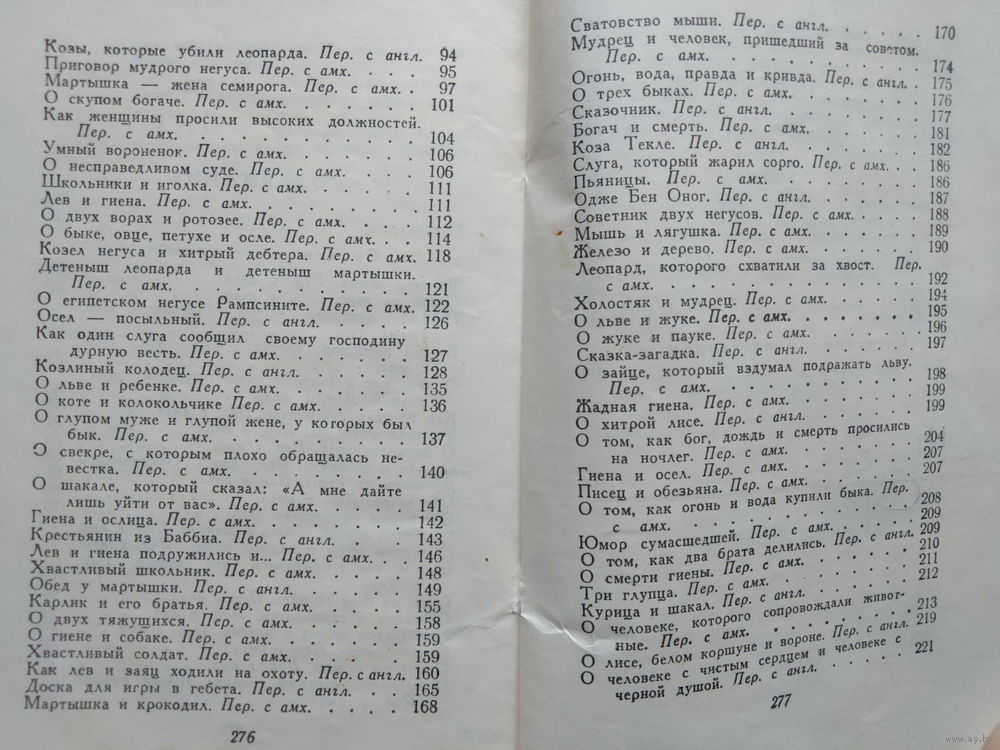 Козы, которые убили леопарда. Пер. с англ. 94
Приговор мудрого негуса. Пер. с амх. . . . 95
Мартышка — жена семирога. Пер. с амх. . 97
О скупом богаче. Пер. с амх. . . . . . . 101
Как женщины просили высоких должностей.
Пер. с амх. . . . . . . . . . . . 104
Умный вороненок. Пер. с амх. . . . . . . 106
О несправедливом суде. Пер. с амх. . . . . 106
Школьники и иголка. Пер. с амх. . . . . . 111
Лев и гиена. Пер. с амх. . . . . . . . . 111
О двух ворах и ротозее. Пер. с амх. . . . . 112
О быке, овце, петухе и осле. Пер. с амх. . . 114
Козел негуса и хитрый дебтера. Пер. с амх. 118
Детеныш леопарда и детеныш мартышки.
Пер. с амх. . . . . . . . . . . . 121
О египетском негусе Рампсините. Пер. с амх. 122
Осел — посыльный. Пер. с англ. . . . . . 126
Как один слуга сообщил своему господину
дурную весть. Пер. с амх. . . . . . . 127
Козлиный колодец. Пер. с англ. . . . . . 128
О льве и ребенке. Пер. с амх. . . . . . . 135
О коте и колокольчике Пер. с амх. . . . . 136
О глупом муже и глупой жене, у которых был
бык. Пер. с амх. . . . . . . . . . 137
О свекре, с которым плохо обращалась не-
вестка. Пер. с амх. . . . . . . . . 140
О шакале, который сказал: «А мне дайте
лишь уйти от вас». Пер. с амх. . . . . 141
Гиена и ослица. Пер. с амх. . . . . . . . 142
Крестьянин из Баббиа. Пер. с англ. . . . 143
Лев и гиена подружились и... Пер. с амх. . . 146
Хвастливый школьник. Пер. с амх. . . . . 148
Обед у мартышки. Пер. с англ. . . . . . 149
Карлик и его братья. Пер. с амх. . . . . . 155
О двух тяжущихся. Пер. с амх. . . . . . 158
О гиене и собаке. Пер. с амх. . . . . . . 159
Хвастливый солдат. Пер. с амх. . . . . . 159
Как лев и заяц ходили на охоту. Пер. с англ. 160
Доска для игры в гебета. Пер. с англ. . . . 165
Мартышка и крокодил. Пер. с амх. . . . . 168
276
Сватовство мыши. Пер. с англ. . . . . . 170
Мудрец и человек, пришедший за советом.
Пер. с амх. . . . . . . . . . . . 174
Огонь, вода, правда и кривда. Пер. с англ. . 175
О трех быках. Пер. с амх. . . . . . . . 176
Сказочник. Пер. с англ. . . . . . . . . 177
Богач и смерть. Пер. с амх. . . . . . . 181
Коза Текле. Пер. с англ. . . . . . . . 182
Слуга, который жарил сорго. Пер. с амх. . . 186
Пьяницы. Пер. с амх. . . . . . . . . . 186
Одже Бен Оног. Пер. с англ. . . . . . . 187
Советник двух негусов. Пер. с амх. . . . . 188
Мышь и лягушка. Пер. с амх. . . . . . . 189
Железо и дерево. Пер. с амх. . . . . . . 190
Леопард, которого схватили за хвост. Пер.
с амх. . . . . . . . . . . . . . 192
Холостяк и мудрец. Пер. с амх. . . . . . 194
О льве и жуке. Пер. с амх. . . . . . . . 195
О жуке и пауке. Пер. с амх. . . . . . . 196
Сказка-загадка. Пер. с англ. . . . . . . 197
О зайце, который вздумал подражать льву.
Пер. с амх. . . . . . . . . . . . 198
Жадная гиена. Пер. с амх. . . . . . . . 199
О хитрой лисе. Пер. с англ. . . . . . . 199
О том, как бог, дождь и смерть просились
на ночлег. Пер. с амх. . . . . . . . 204
Гиена и осел. Пер. с амх. . . . . . . . 207
Писец и обезьяна. Пер. с амх. . . . . . . 207
О том, как огонь и вода купили быка. Пер.
с амх. . . . . . . . . . . . . . 208
Юмор сумасшедшей. Пер. с амх. . . . . . 209
О том, как два брата делились. Пер. с англ. 209
О смерти гиены. Пер. с амх. . . . . . . 210
Три глупца. Пер. с амх. . . . . . . . . 211
Курица и шакал. Пер. с англ. . . . . . . 212
О человеке, которого сопровождали живот-
ные. Пер. с амх. . . . . . . . . . 213
О лисе, белом коршуне и вороне. Пер. с англ. 219
О человеке с чистым сердцем и человеке с
черной душой. Пер. с англ. . . . . . . 221
277
www.ay.by